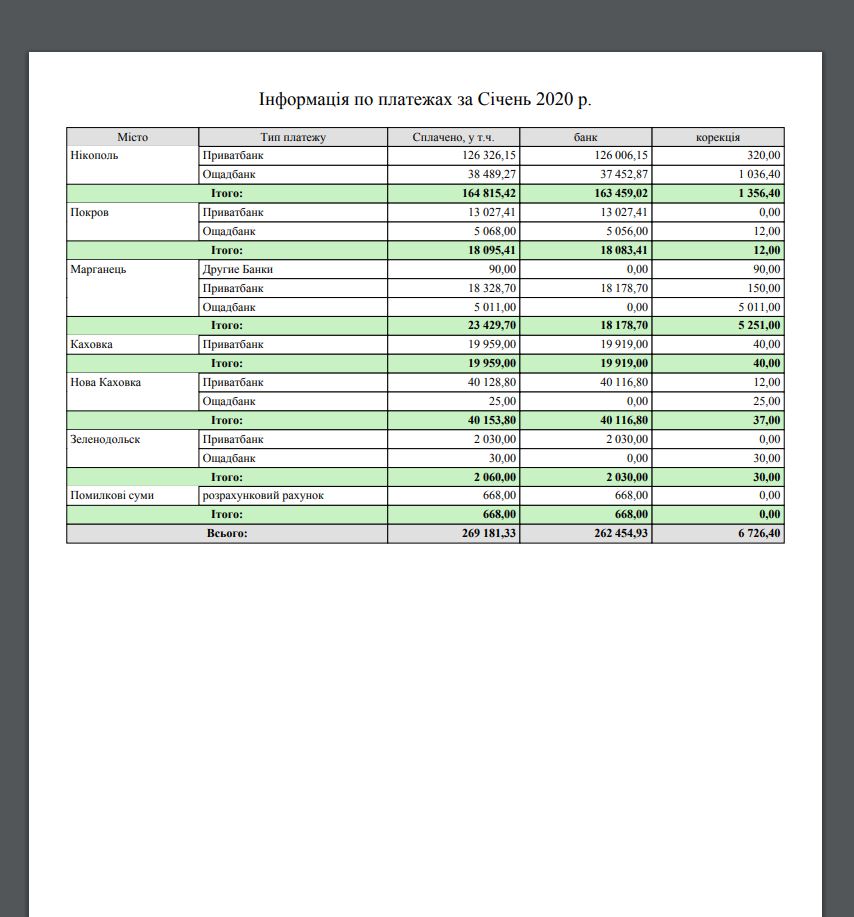 Інформація по платежах за Січень 2020 р.
Місто Тип платежу Сплачено, у т.ч. банк корекція
Нікополь Приватбанк 126 326,15 126 006,15 320,00
Ощадбанк 38 489,27 37 452,87 1 036,40
Ітого: 164 815,42 163 459,02 1 356,40
Покров Приватбанк 13 027,41 13 027,41 0,00
Ощадбанк 5 068,00 5 056,00 12,00
Ітого: 18 095,41 18 083,41 12,00
Марганець Другие Банки 90,00 0,00 90,00
Приватбанк 18 328,70 18 178,70 150,00
Ощадбанк 5 011,00 0,00 5 011,00
Ітого: 23 429,70 18 178,70 5 251,00
Каховка Приватбанк 19 959,00 19 919,00 40,00
Ітого: 19 959,00 19 919,00 40,00
Нова Каховка Приватбанк 40 128,80 40 116,80 12,00
Ощадбанк 25,00 0,00 25,00
Ітого: 40 153,80 40 116,80 37,00
Зеленодольск Приватбанк 2 030,00 2 030,00 0,00
Ощадбанк 30,00 0,00 30,00
Ітого: 2 060,00 2 030,00 30,00
Помилкові суми розрахунковий рахунок 668,00 668,00 0,00
Ітого: 668,00 668,00 0,00
Всього: 269 181,33 262 454,93 6 726,40